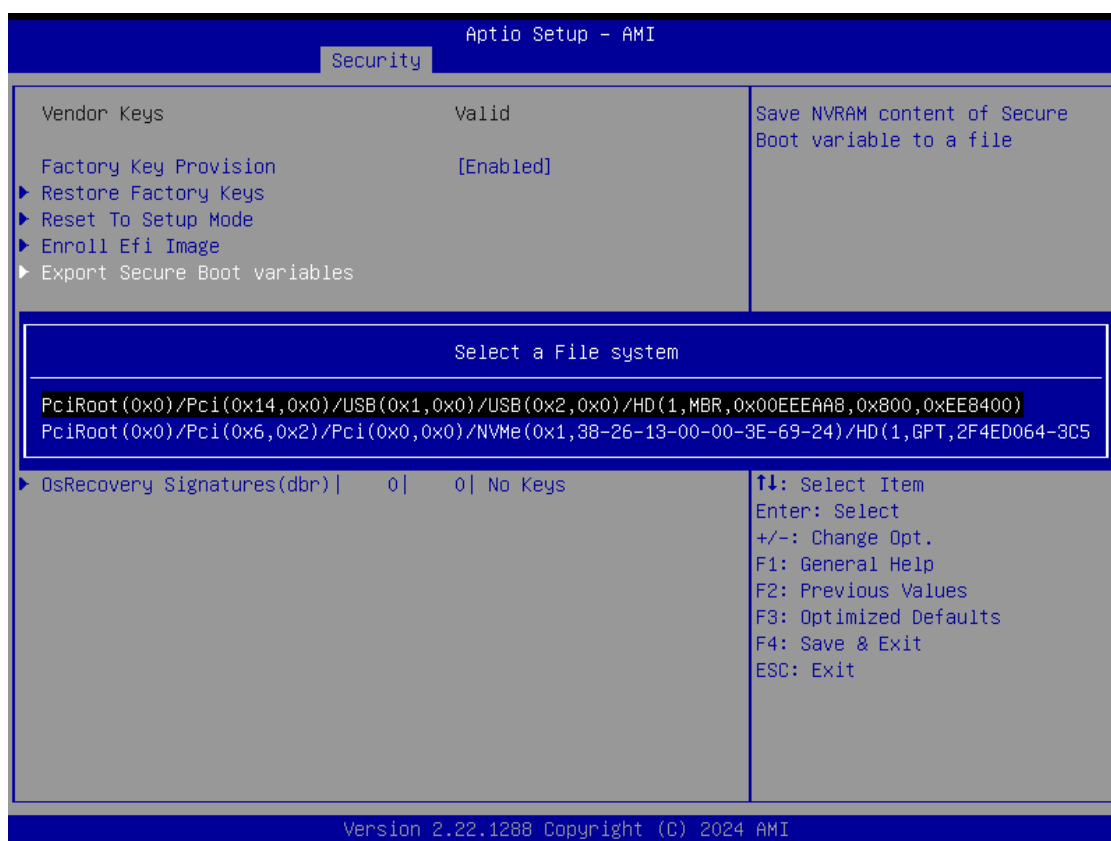 Aptio Setup – AMI
Security
Vendor Keys Valid
Save NVRAM content of Secure
Boot variable to a file
Factory Key Provision [Enabled]
Restore Factory Keys
Reset To Setup Mode
Enroll Efi Image
Export Secure Boot variables
Select a File system
PciRoot(0x0)/Pci(0x14,0x0)/USB(0x1,0x0)/USB(0x2,0x0)/HD(1,MBR,0x00EEEAA8,0x800,0xEE8400)
PciRoot(0x0)/Pci(0x6,0x2)/Pci(0x0,0x0)/NVMe(0x1,38-26-13-00-00-3E-69-24)/HD(1,GPT,2F4ED064-3C5
OsRecovery Signatures(dbr)| 0| 0| No Keys
↑↓: Select Item
Enter: Select
+/-: Change Opt.
F1: General Help
F2: Previous Values
F3: Optimized Defaults
F4: Save & Exit
ESC: Exit
Version 2.22.1288 Copyright (C) 2024 AMI